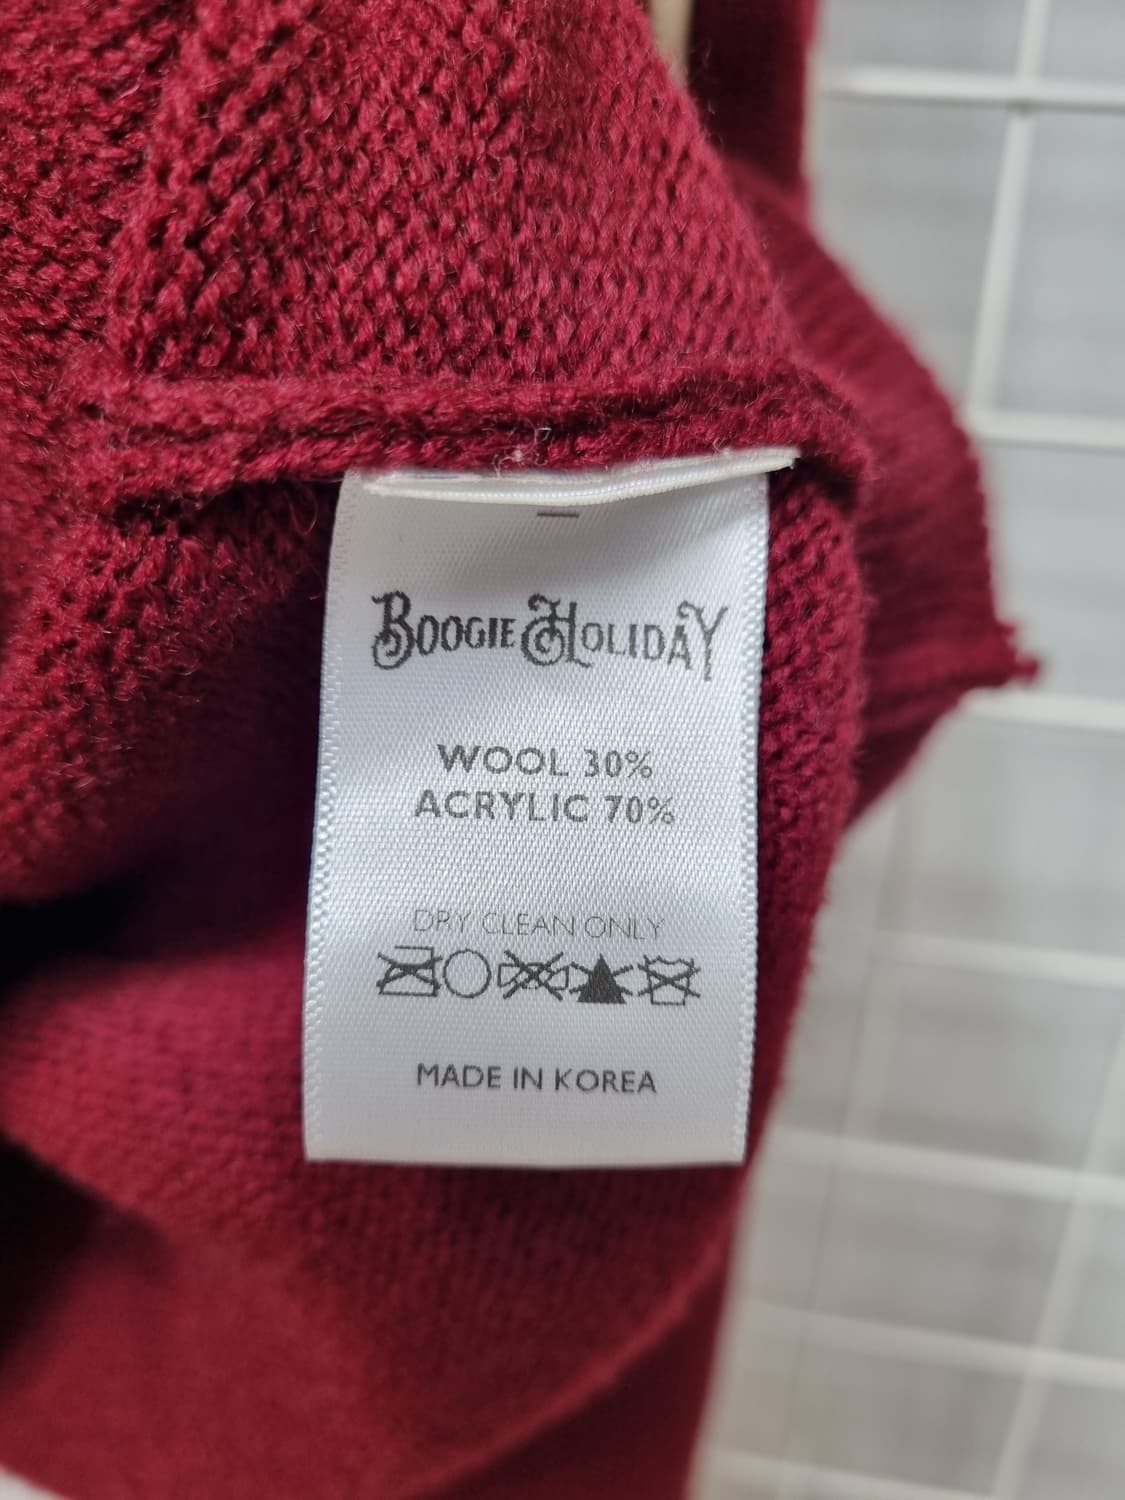 BOOGIE HOLIDAY
WOOL 30%
ACRYLIC 70%
DRY CLEAN ONLY
MADE IN KOREA